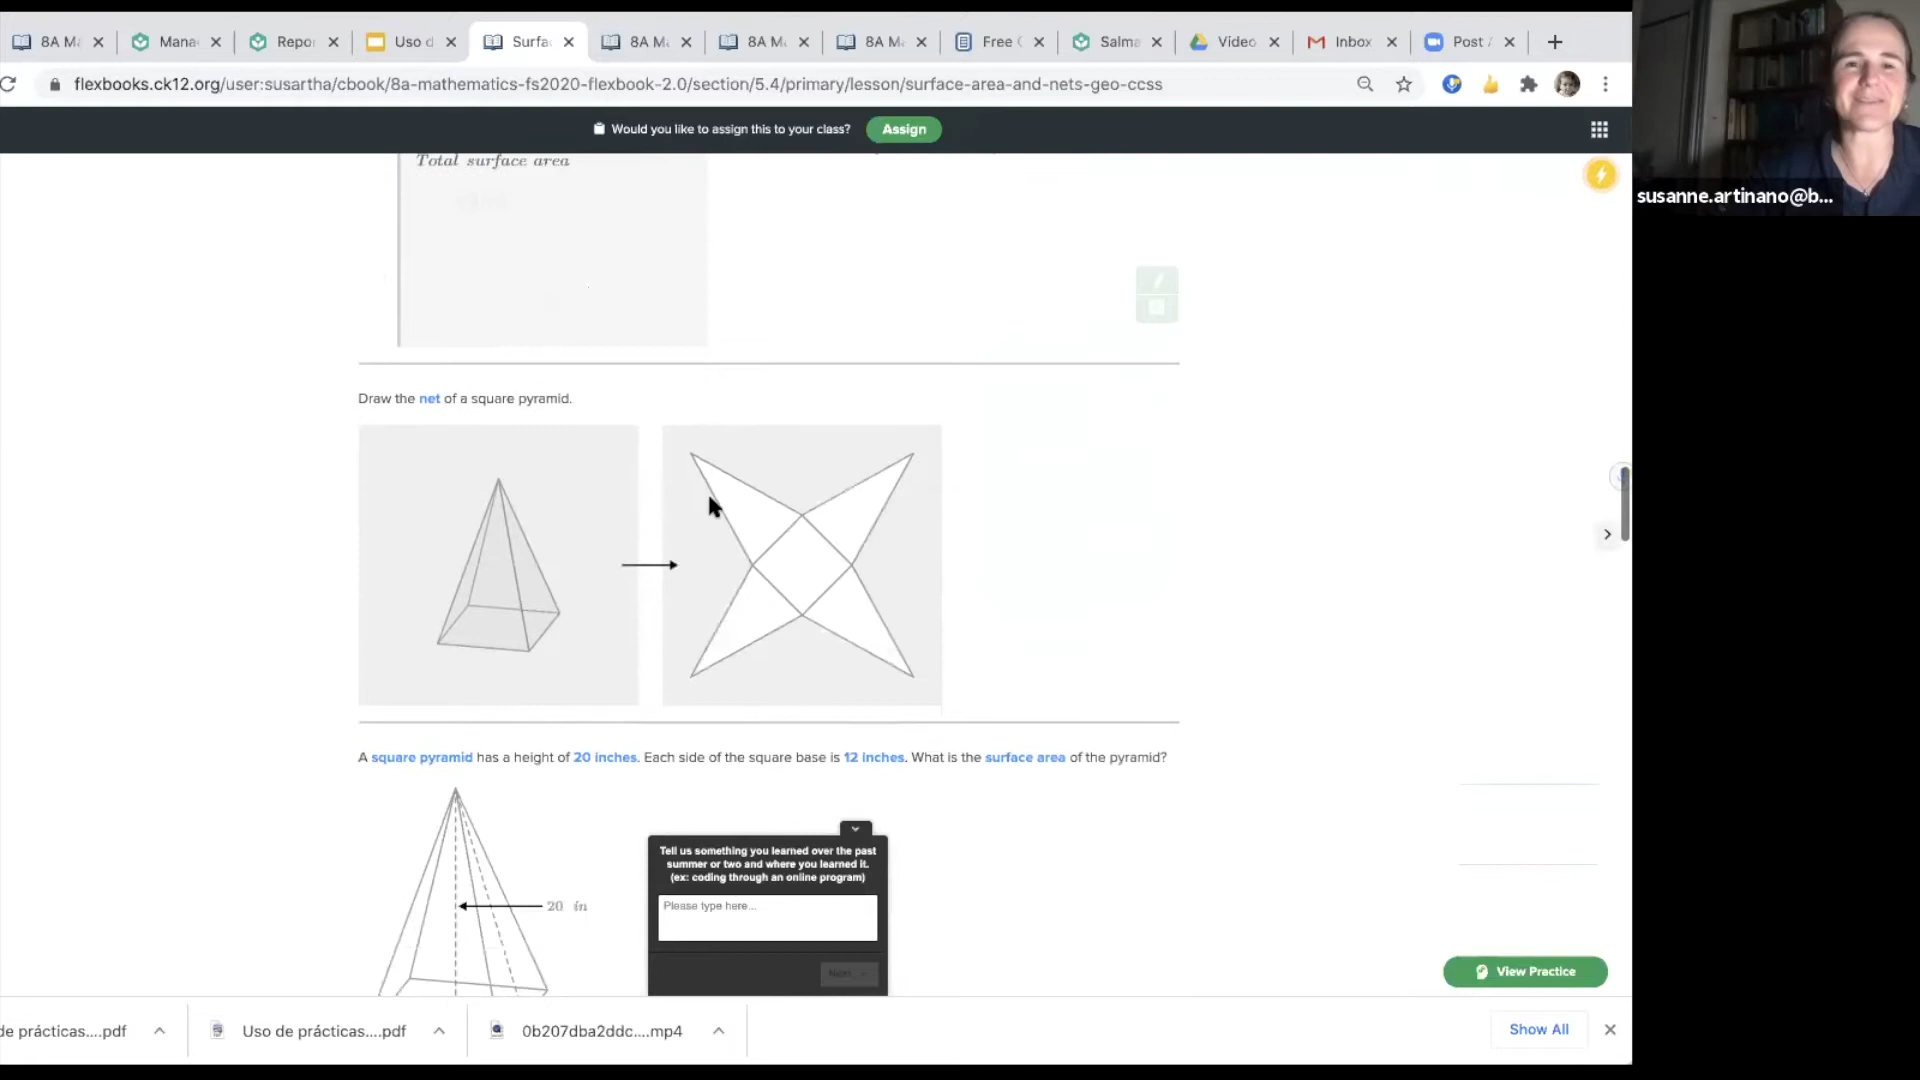 8A Ma
Mana
Repor
Uso d
Surfa
8A Ma
8A Ma
8A Ma
Free
Salma
Video
Inbox
Post /
flexbooks.ck12.org/user:susartha/cbook/8a-mathematics-fs2020-flexbook-2.0/section/5.4/primary/lesson/surface-area-and-nets-geo-ccss
Would you like to assign this to your class?
Assign
susanne.artinano@b...
Total surface area
Draw the net of a square pyramid.
A square pyramid has a height of 20 inches. Each side of the square base is 12 inches. What is the surface area of the pyramid?
20 in
Tell us something you learned over the past
summer or two and where you learned it.
(ex: coding through an online program)
Please type here...
Next
View Practice
de prácticas....pdf
Uso de prácticas....pdf
0b207dba2ddc....mp4
Show All